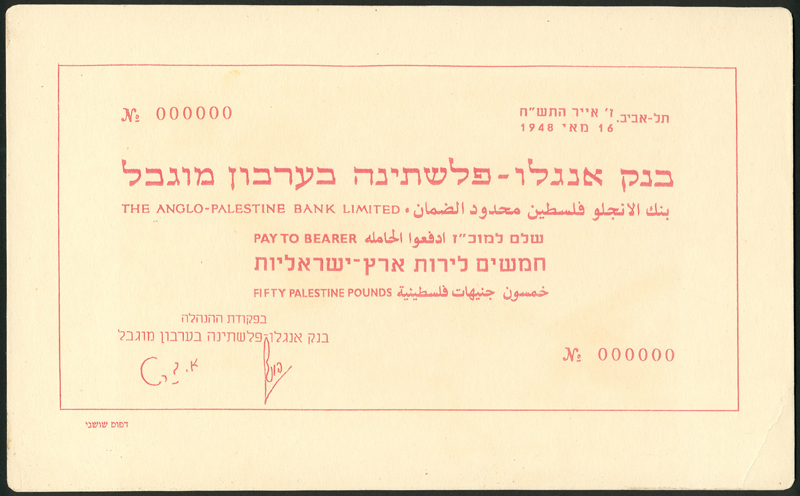 № 000000
תל-אביב, ז' אייר התש"ח
16 מאי 1948
בנק אנגלו-פלשתינה בערבון מוגבל
THE ANGLO-PALESTINE BANK LIMITED • بنك الانجلو فلسطين محدود الضمان
PAY TO BEARER ادفعوا لحامله שלם למוכ"ז
חמשים לירות ארץ-ישראליות
FIFTY PALESTINE POUNDS خمسون جنيهات فلسطينية
בפקודת ההנהלה
בנק אנגלו-פלשתינה בערבון מוגבל
№ 000000
דפוס שושני